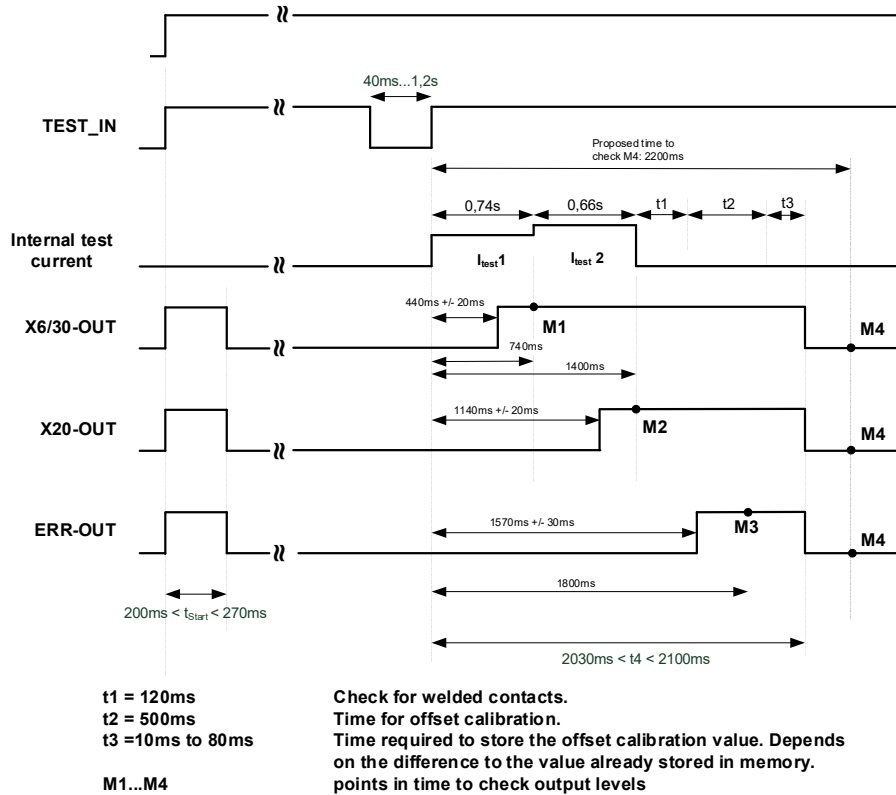 40ms...1,2s
TEST_IN
Proposed time to
check M4: 2200ms
0,74s
0,66s
t1
t2
t3
Internal test
current
Itest1
Itest 2
440ms +/- 20ms
X6/30-OUT
M1
M4
740ms
1400ms
1140ms +/- 20ms
X20-OUT
M2
M4
ERR-OUT
1570ms +/- 30ms
M3
M4
1800ms
200ms < tStart < 270ms
2030ms < t4 < 2100ms
t1 = 120ms Check for welded contacts.
t2 = 500ms Time for offset calibration.
t3 =10ms to 80ms Time required to store the offset calibration value. Depends
on the difference to the value already stored in memory.
M1...M4 points in time to check output levels